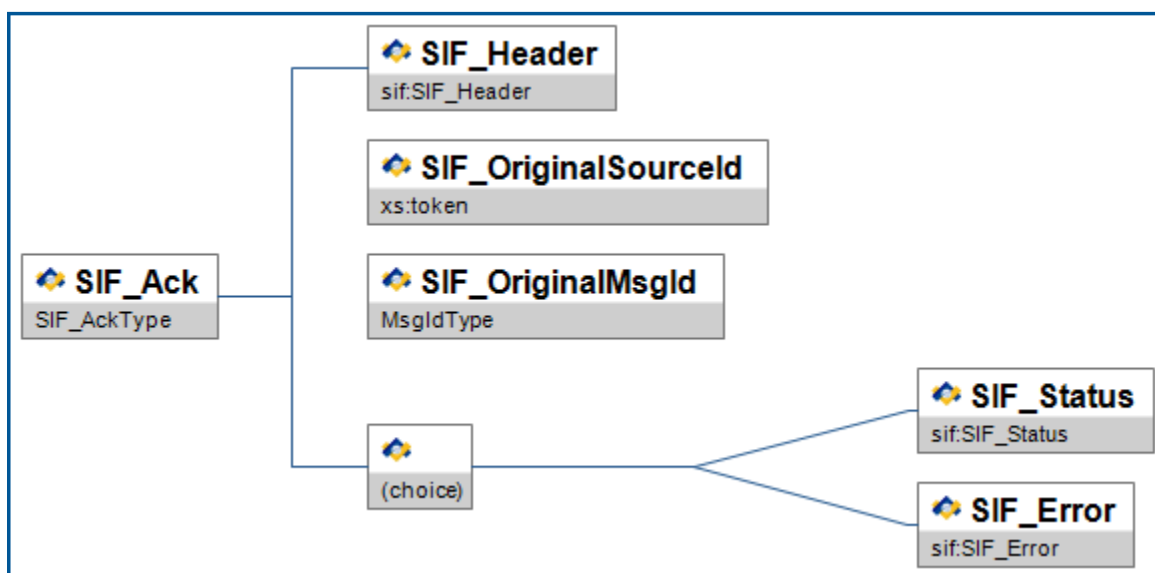 SIF_Header
sif:SIF_Header
SIF_OriginalSourceId
xs:token
SIF_Ack
SIF_AckType
SIF_OriginalMsgId
MsgIdType
(choice)
SIF_Status
sif:SIF_Status
SIF_Error
sif:SIF_Error